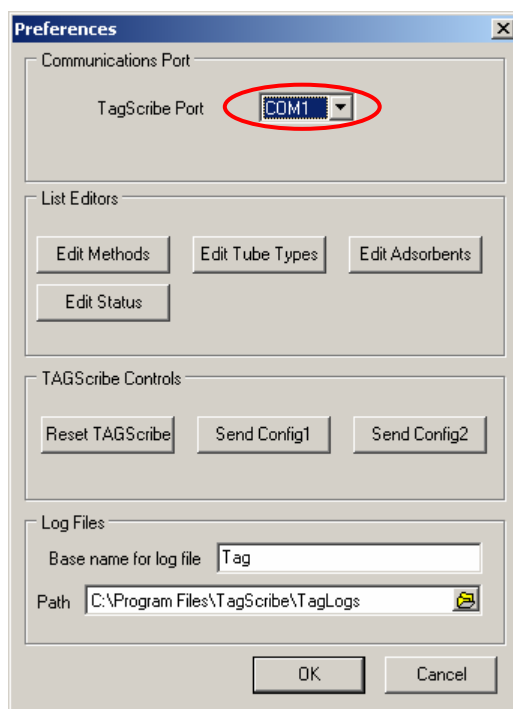 Preferences
Communications Port
TagScribe Port COM1
List Editors
Edit Methods Edit Tube Types Edit Adsorbents
Edit Status
TAGScribe Controls
Reset TAGScribe Send Config1 Send Config2
Log Files
Base name for log file Tag
Path C:\Program Files\TagScribe\TagLogs
OK Cancel